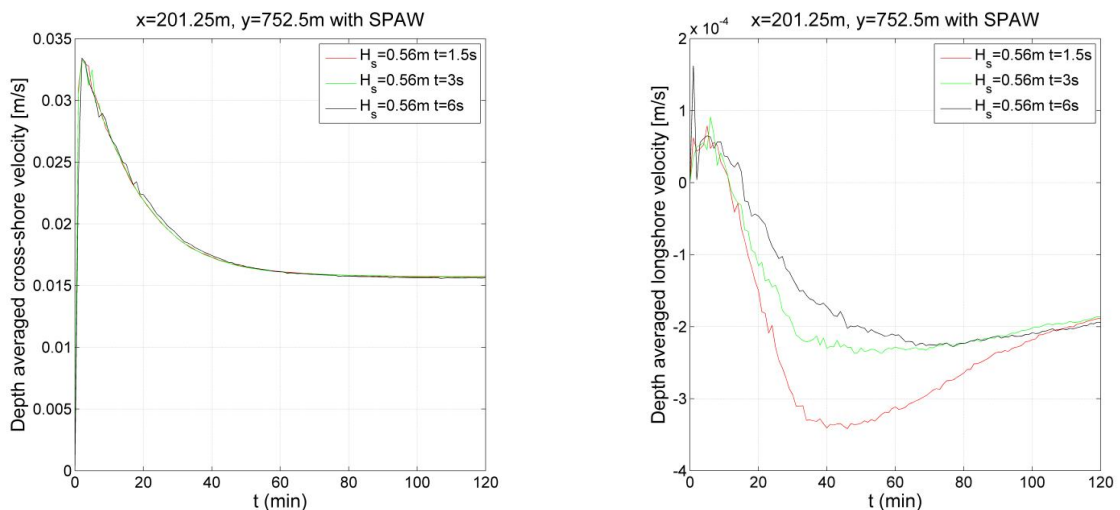 x=201.25m, y=752.5m with SPAW
Depth averaged cross-shore velocity [m/s]
0.035
0.03
0.025
0.02
0.015
0.01
0.005
0
0 20 40 60 80 100 120
t (min)
H_s=0.56m t=1.5s
H_s=0.56m t=3s
H_s=0.56m t=6s
x=201.25m, y=752.5m with SPAW
x 10^-4
Depth averaged longshore velocity [m/s]
2
1
0
-1
-2
-3
-4
0 20 40 60 80 100 120
t (min)
H_s=0.56m t=1.5s
H_s=0.56m t=3s
H_s=0.56m t=6s